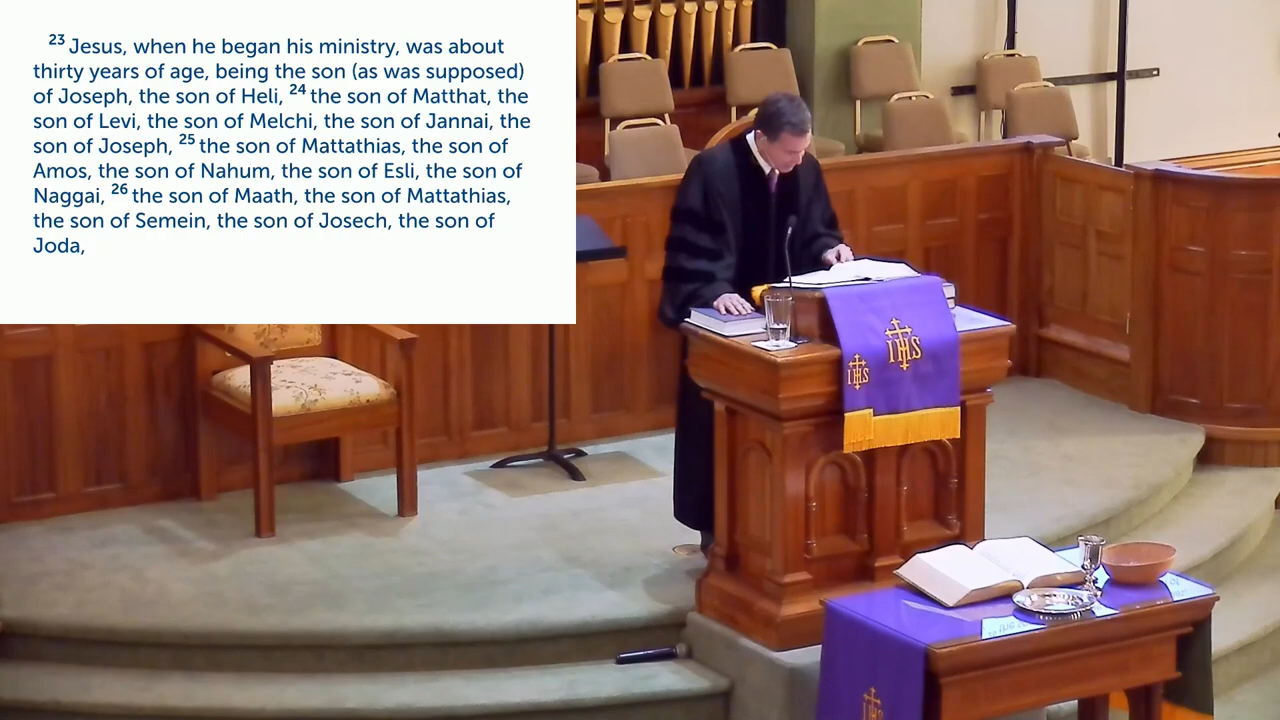 23 Jesus, when he began his ministry, was about
thirty years of age, being the son (as was supposed)
of Joseph, the son of Heli, 24 the son of Matthat, the
son of Levi, the son of Melchi, the son of Jannai, the
son of Joseph, 25 the son of Mattathias, the son of
Amos, the son of Nahum, the son of Esli, the son of
Naggai, 26 the son of Maath, the son of Mattathias,
the son of Semein, the son of Josech, the son of
Joda,
IHS
IHS
IHS